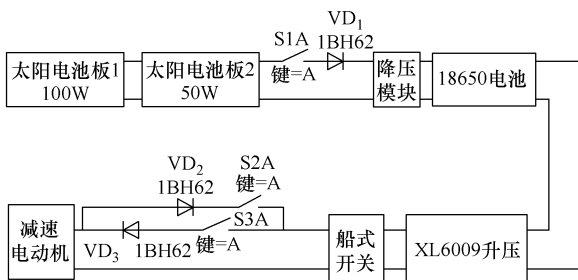 VD₁
S1A
1BH62
键=A
太阳电池板1
100W
太阳电池板2
50W
降压
模块
18650电池
VD₂
1BH62
S2A
键=A
S3A
减速
电动机
VD₃
1BH62
键=A
船式
开关
XL6009升压